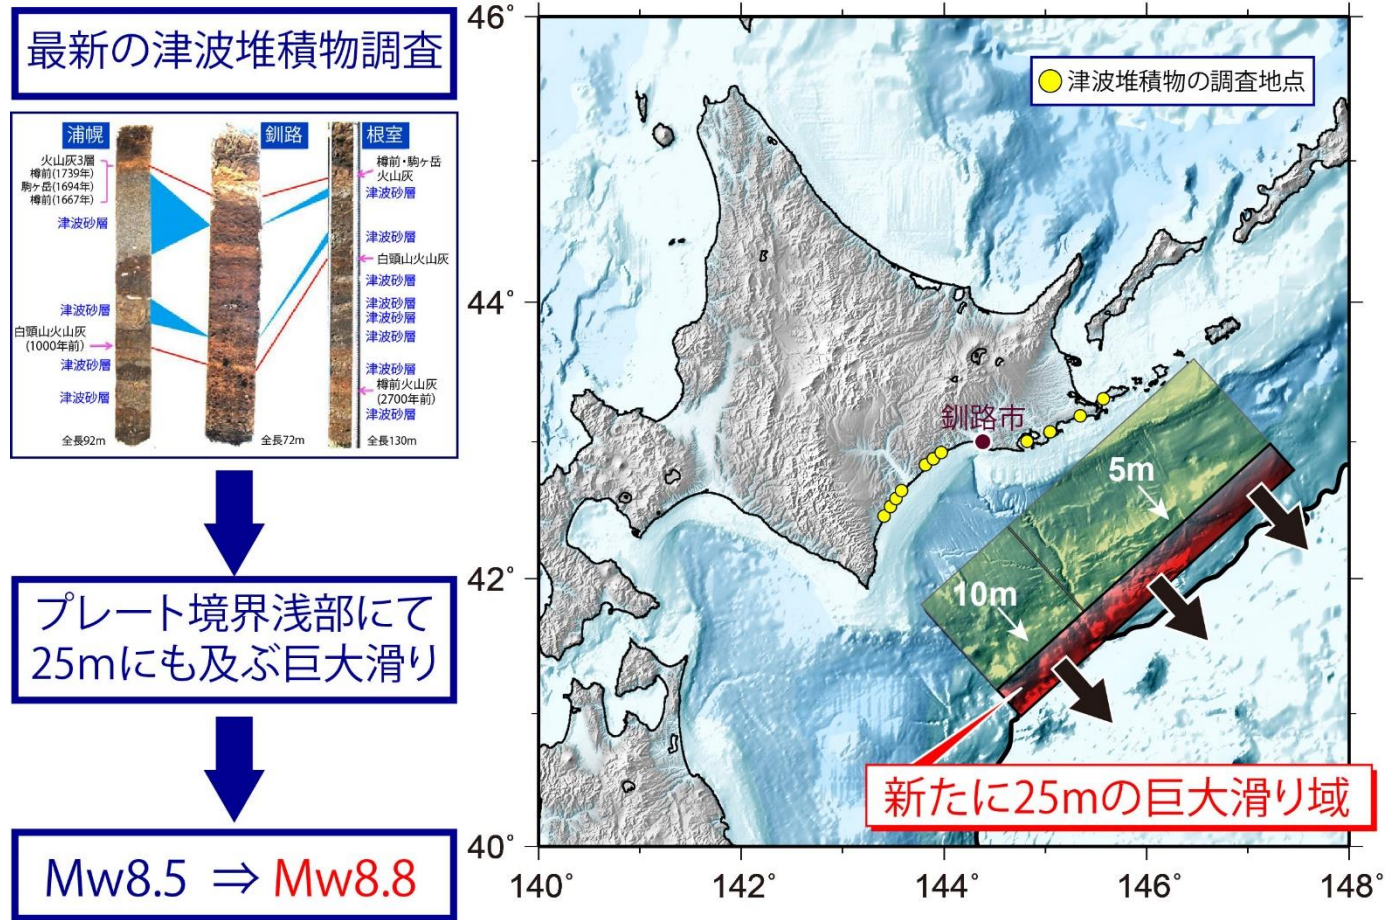 最新の津波堆積物調査
浦幌
釧路
根室
火山灰3層
樽前(1739年)
駒ヶ岳(1694年)
樽前(1667年)
津波砂層
津波砂層
白頭山火山灰
(1000年前)
津波砂層
津波砂層
全長92m
全長72m
樽前・駒ヶ岳
火山灰
津波砂層
津波砂層
白頭山火山灰
津波砂層
津波砂層
津波砂層
津波砂層
津波砂層
樽前火山灰
(2700年前)
津波砂層
全長130m
プレート境界浅部にて
25mにも及ぶ巨大滑り
Mw8.5 ⇒ Mw8.8
津波堆積物の調査地点
釧路市
5m
10m
新たに25mの巨大滑り域
46°
44°
42°
40°
140°
142°
144°
146°
148°